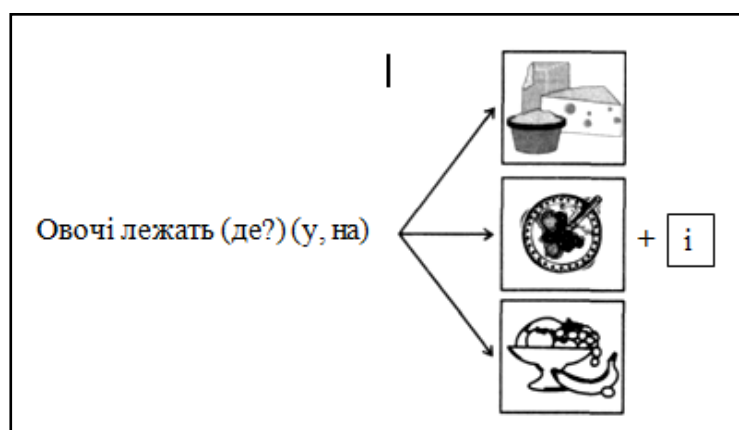 Овочі лежать (де?) (у, на)
+ і